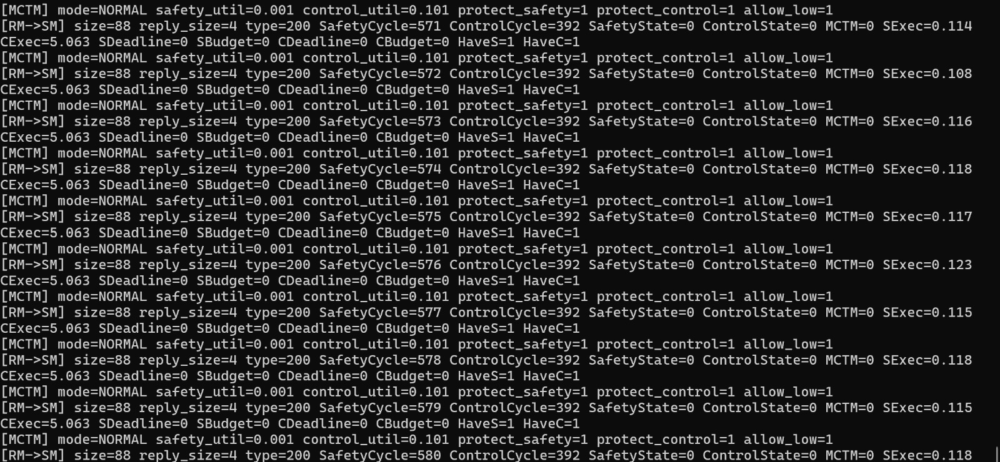 [MCTM] mode=NORMAL safety_util=0.001 control_util=0.101 protect_safety=1 protect_control=1 allow_low=1
[RM->SM] size=88 reply_size=4 type=200 SafetyCycle=571 ControlCycle=392 SafetyState=0 ControlState=0 MCTM=0 SExec=0.114
CExec=5.063 SDeadline=0 SBudget=0 CDeadline=0 CBudget=0 HaveS=1 HaveC=1
[MCTM] mode=NORMAL safety_util=0.001 control_util=0.101 protect_safety=1 protect_control=1 allow_low=1
[RM->SM] size=88 reply_size=4 type=200 SafetyCycle=572 ControlCycle=392 SafetyState=0 ControlState=0 MCTM=0 SExec=0.108
CExec=5.063 SDeadline=0 SBudget=0 CDeadline=0 CBudget=0 HaveS=1 HaveC=1
[MCTM] mode=NORMAL safety_util=0.001 control_util=0.101 protect_safety=1 protect_control=1 allow_low=1
[RM->SM] size=88 reply_size=4 type=200 SafetyCycle=573 ControlCycle=392 SafetyState=0 ControlState=0 MCTM=0 SExec=0.116
CExec=5.063 SDeadline=0 SBudget=0 CDeadline=0 CBudget=0 HaveS=1 HaveC=1
[MCTM] mode=NORMAL safety_util=0.001 control_util=0.101 protect_safety=1 protect_control=1 allow_low=1
[RM->SM] size=88 reply_size=4 type=200 SafetyCycle=574 ControlCycle=392 SafetyState=0 ControlState=0 MCTM=0 SExec=0.118
CExec=5.063 SDeadline=0 SBudget=0 CDeadline=0 CBudget=0 HaveS=1 HaveC=1
[MCTM] mode=NORMAL safety_util=0.001 control_util=0.101 protect_safety=1 protect_control=1 allow_low=1
[RM->SM] size=88 reply_size=4 type=200 SafetyCycle=575 ControlCycle=392 SafetyState=0 ControlState=0 MCTM=0 SExec=0.117
CExec=5.063 SDeadline=0 SBudget=0 CDeadline=0 CBudget=0 HaveS=1 HaveC=1
[MCTM] mode=NORMAL safety_util=0.001 control_util=0.101 protect_safety=1 protect_control=1 allow_low=1
[RM->SM] size=88 reply_size=4 type=200 SafetyCycle=576 ControlCycle=392 SafetyState=0 ControlState=0 MCTM=0 SExec=0.123
CExec=5.063 SDeadline=0 SBudget=0 CDeadline=0 CBudget=0 HaveS=1 HaveC=1
[MCTM] mode=NORMAL safety_util=0.001 control_util=0.101 protect_safety=1 protect_control=1 allow_low=1
[RM->SM] size=88 reply_size=4 type=200 SafetyCycle=577 ControlCycle=392 SafetyState=0 ControlState=0 MCTM=0 SExec=0.115
CExec=5.063 SDeadline=0 SBudget=0 CDeadline=0 CBudget=0 HaveS=1 HaveC=1
[MCTM] mode=NORMAL safety_util=0.001 control_util=0.101 protect_safety=1 protect_control=1 allow_low=1
[RM->SM] size=88 reply_size=4 type=200 SafetyCycle=578 ControlCycle=392 SafetyState=0 ControlState=0 MCTM=0 SExec=0.118
CExec=5.063 SDeadline=0 SBudget=0 CDeadline=0 CBudget=0 HaveS=1 HaveC=1
[MCTM] mode=NORMAL safety_util=0.001 control_util=0.101 protect_safety=1 protect_control=1 allow_low=1
[RM->SM] size=88 reply_size=4 type=200 SafetyCycle=579 ControlCycle=392 SafetyState=0 ControlState=0 MCTM=0 SExec=0.115
CExec=5.063 SDeadline=0 SBudget=0 CDeadline=0 CBudget=0 HaveS=1 HaveC=1
[MCTM] mode=NORMAL safety_util=0.001 control_util=0.101 protect_safety=1 protect_control=1 allow_low=1
[RM->SM] size=88 reply_size=4 type=200 SafetyCycle=580 ControlCycle=392 SafetyState=0 ControlState=0 MCTM=0 SExec=0.118